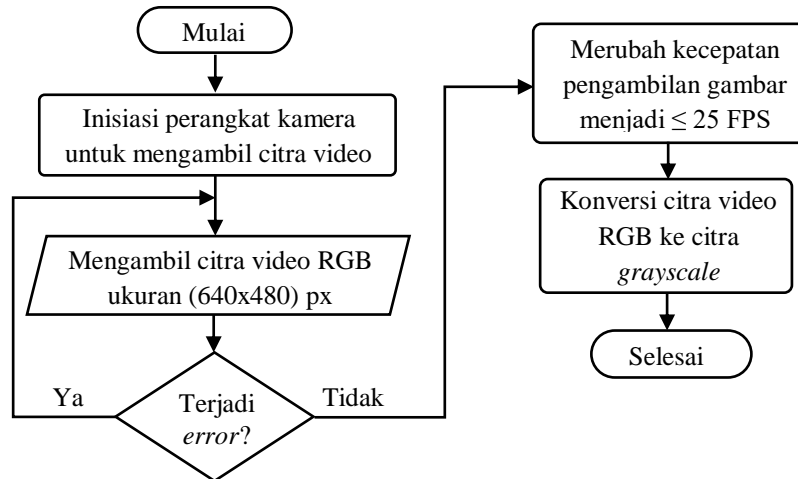 Mulai
Inisiasi perangkat kamera
untuk mengambil citra video
Mengambil citra video RGB
ukuran (640x480) px
Terjadi
error?
Ya
Tidak
Merubah kecepatan
pengambilan gambar
menjadi ≤ 25 FPS
Konversi citra video
RGB ke citra
grayscale
Selesai